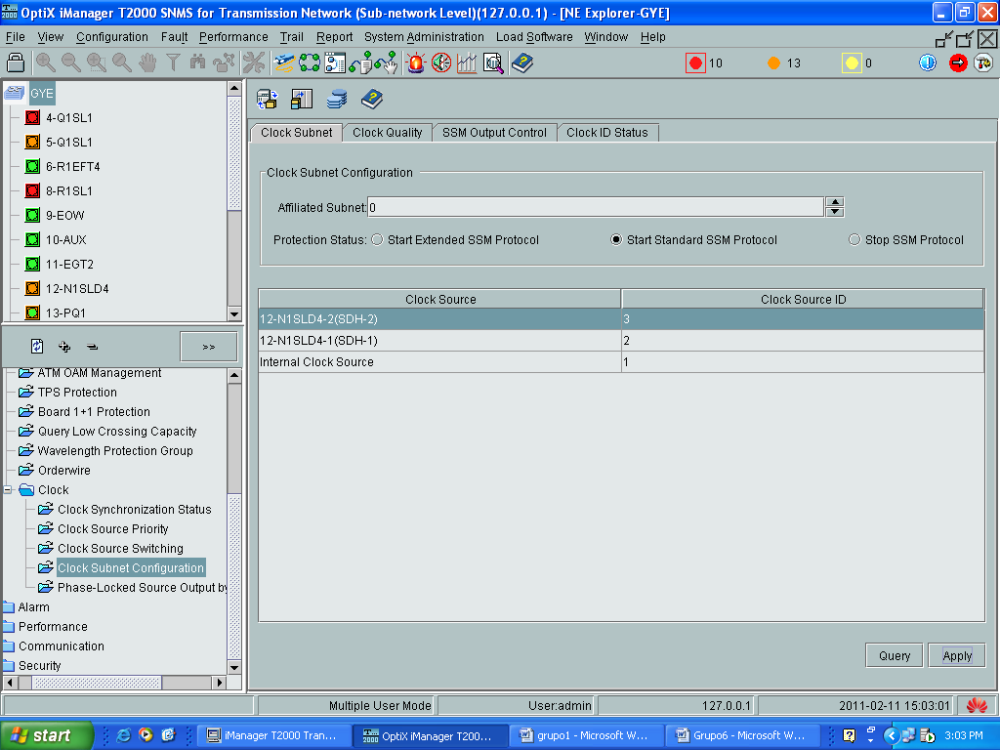 OptiX iManager T2000 SNMS for Transmission Network (Sub-network Level)(127.0.0.1) - [NE Explorer-GYE]
File View Configuration Fault Performance Trail Report System Administration Load Software Window Help
10 13 0
GYE
4-Q1SL1
5-Q1SL1
6-R1EFT4
8-R1SL1
9-EOW
10-AUX
11-EGT2
12-N1SLD4
13-PQ1
>>
ATM OAM Management
TPS Protection
Board 1+1 Protection
Query Low Crossing Capacity
Wavelength Protection Group
Orderwire
Clock
Clock Synchronization Status
Clock Source Priority
Clock Source Switching
Clock Subnet Configuration
Phase-Locked Source Output by
Alarm
Performance
Communication
Security
Clock Subnet Clock Quality SSM Output Control Clock ID Status
Clock Subnet Configuration
Affiliated Subnet: 0
Protection Status: Start Extended SSM Protocol Start Standard SSM Protocol Stop SSM Protocol
Clock Source Clock Source ID
12-N1SLD4-2(SDH-2) 3
12-N1SLD4-1(SDH-1) 2
Internal Clock Source 1
Query Apply
Multiple User Mode User:admin 127.0.0.1 2011-02-11 15:03:01
start iManager T2000 Tran... OptiX iManager T200... grupo1 - Microsoft W... Grupo6 - Microsoft W... 3:03 PM